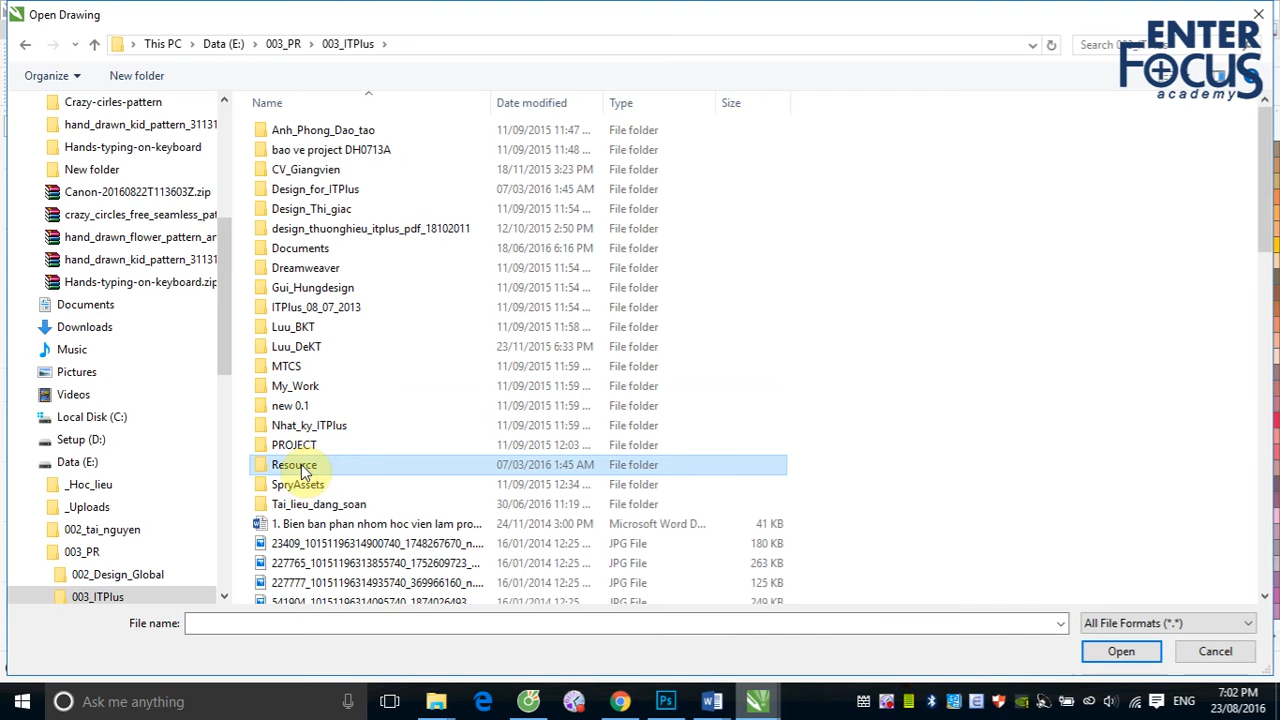 Open Drawing
This PC > Data (E:) > 003_PR > 003_ITPlus >
Search
ENTER
FOCUS
academy
Organize
New folder
Name
Date modified
Type
Size
Crazy-cirles-pattern
hand_drawn_kid_pattern_31131
Hands-typing-on-keyboard
New folder
Canon-20160822T113603Z.zip
crazy_circles_free_seamless_pat
hand_drawn_flower_pattern_an
hand_drawn_kid_pattern_31131
Hands-typing-on-keyboard.zip
Documents
Downloads
Music
Pictures
Videos
Local Disk (C:)
Setup (D:)
Data (E:)
_Hoc_lieu
_Uploads
002_tai_nguyen
003_PR
002_Design_Global
003_ITPlus
Anh_Phong_Dao_tao 11/09/2015 11:47 ... File folder
bao ve project DH0713A 11/09/2015 11:48 ... File folder
CV_Giangvien 18/11/2015 3:23 PM File folder
Design_for_ITPlus 07/03/2016 1:45 AM File folder
Design_Thi_giac 11/09/2015 11:54 ... File folder
design_thuonghieu_itplus_pdf_18102011 12/10/2015 2:50 PM File folder
Documents 18/06/2016 6:16 PM File folder
Dreamweaver 11/09/2015 11:54 ... File folder
Gui_Hungdesign 11/09/2015 11:54 ... File folder
ITPlus_08_07_2013 11/09/2015 11:54 ... File folder
Luu_BKT 11/09/2015 11:58 ... File folder
Luu_DeKT 23/11/2015 6:33 PM File folder
MTCS 11/09/2015 11:59 ... File folder
My_Work 11/09/2015 11:59 ... File folder
new 0.1 11/09/2015 11:59 ... File folder
Nhat_ky_ITPlus 11/09/2015 11:59 ... File folder
PROJECT 11/09/2015 12:03 ... File folder
Resource 07/03/2016 1:45 AM File folder
SpryAssets 11/09/2015 12:34 ... File folder
Tai_lieu_dang_soan 30/06/2016 11:19 ... File folder
1. Bien ban phan nhom hoc vien lam pro... 24/11/2014 3:00 PM Microsoft Word D... 41 KB
23409_10151196314900740_1748267670_n.... 16/01/2014 12:25 ... JPG File 180 KB
227765_10151196313855740_1752609723_... 16/01/2014 12:25 ... JPG File 263 KB
227777_10151196314935740_369966160_n.... 16/01/2014 12:25 ... JPG File 125 KB
541904_10151196314095740_1874026493_ 16/01/2014 12:25 ... JPG File 249 KB
File name:
All File Formats (*.*)
Open
Cancel
Ask me anything
ENG
7:02 PM
23/08/2016